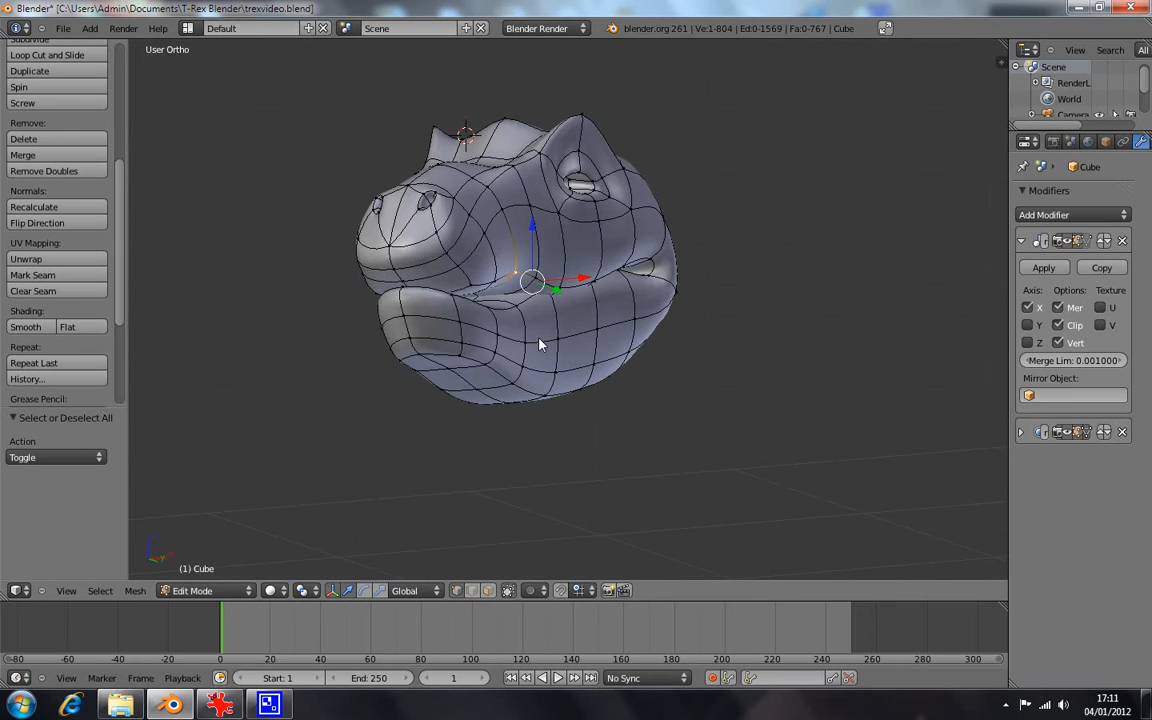 Blender* [C:\Users\Admin\Documents\T-Rex Blender\trexvideo.blend]
File Add Render Help Default Scene Blender Render blender.org 261 | Ve:1-804 | Ed:0-1569 | Fa:0-767 | Cube
Subdivide
Loop Cut and Slide
Duplicate
Spin
Screw
Remove:
Delete
Merge
Remove Doubles
Normals:
Recalculate
Flip Direction
UV Mapping:
Unwrap
Mark Seam
Clear Seam
Shading:
Smooth Flat
Repeat:
Repeat Last
History...
Grease Pencil:
Select or Deselect All
Action
Toggle
User Ortho
(1) Cube
View Search All
Scene
RenderL
World
Camera
Cube
Modifiers
Add Modifier
Apply Copy
Axis: Options: Texture
X Mer U
Y Clip V
Z Vert
Merge Lim: 0.001000
Mirror Object:
View Select Mesh Edit Mode Global
-80 -60 -40 -20 0 20 40 60 80 100 120 140 160 180 200 220 240 260 280 300
View Marker Frame Playback Start: 1 End: 250 1 No Sync
17:11
04/01/2012